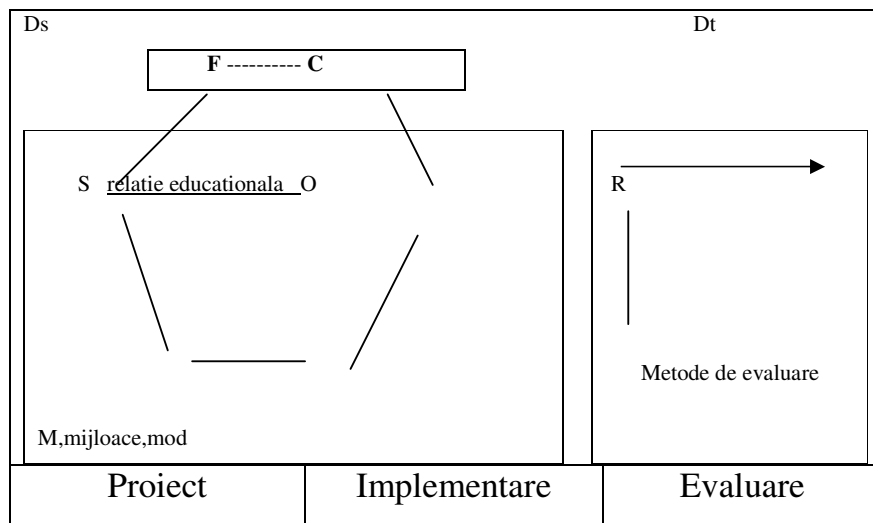 Ds Dt
F ---------- C
S relatie educationala O R
Metode de evaluare
M,mijloace,mod
Proiect Implementare Evaluare